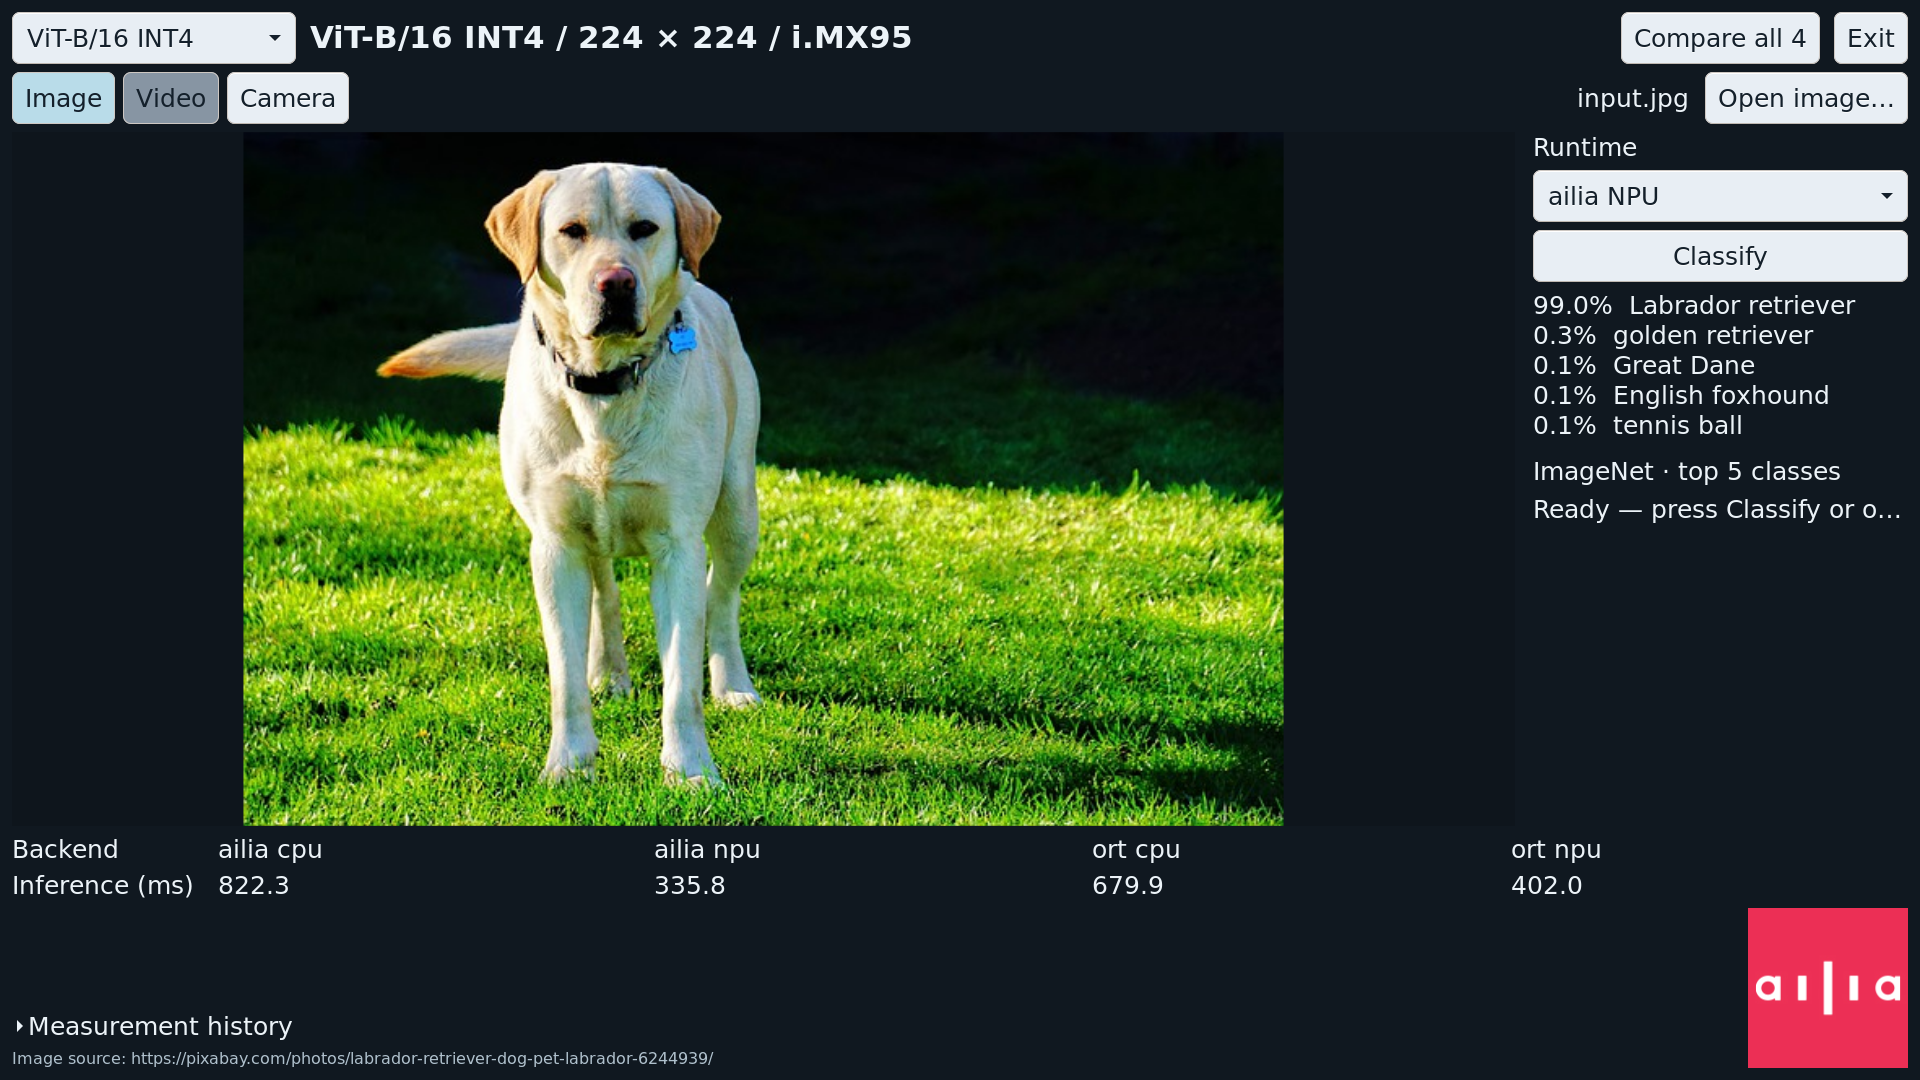 ViT-B/16 INT4
ViT-B/16 INT4 / 224 × 224 / i.MX95
Compare all 4
Exit
Image
Video
Camera
input.jpg
Open image...
Runtime
ailia NPU
Classify
99.0% Labrador retriever
0.3% golden retriever
0.1% Great Dane
0.1% English foxhound
0.1% tennis ball
ImageNet · top 5 classes
Ready — press Classify or o...
Backend ailia cpu ailia npu ort cpu ort npu
Inference (ms) 822.3 335.8 679.9 402.0
ailia
Measurement history
Image source: https://pixabay.com/photos/labrador-retriever-dog-pet-labrador-6244939/